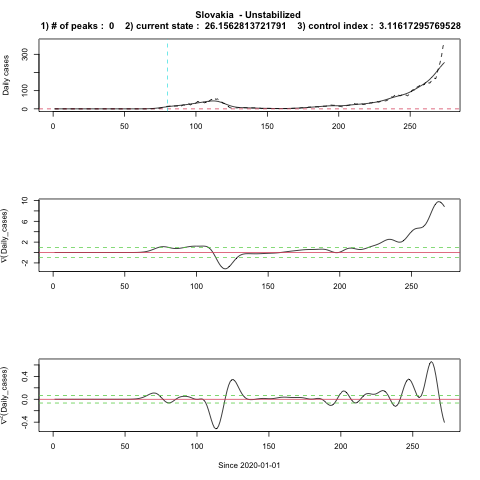 Slovakia - Unstabilized
1) # of peaks : 0 2) current state : 26.1562813721791 3) control index : 3.11617295769528
Daily cases
0 100 300
0 50 100 150 200 250
∇(Daily_cases)
-2 2 6 10
0 50 100 150 200 250
∇²(Daily_cases)
-0.4 0.0 0.4
0 50 100 150 200 250
Since 2020-01-01